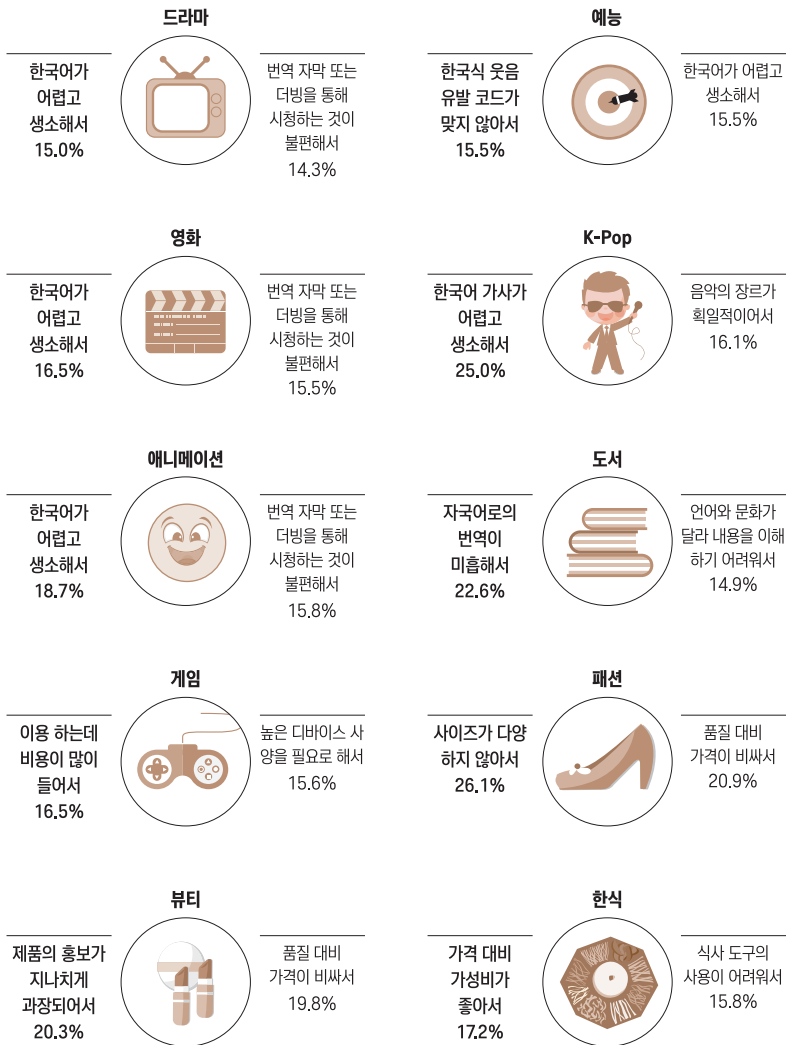 드라마
한국어가
어렵고
생소해서
15.0%
번역 자막 또는
더빙을 통해
시청하는 것이
불편해서
14.3%
예능
한국식 웃음
유발 코드가
맞지 않아서
15.5%
한국어가 어렵고
생소해서
15.5%
영화
한국어가
어렵고
생소해서
16.5%
번역 자막 또는
더빙을 통해
시청하는 것이
불편해서
15.5%
K-Pop
한국어 가사가
어렵고
생소해서
25.0%
음악의 장르가
획일적이어서
16.1%
애니메이션
한국어가
어렵고
생소해서
18.7%
번역 자막 또는
더빙을 통해
시청하는 것이
불편해서
15.8%
도서
자국어로의
번역이
미흡해서
22.6%
언어와 문화가
달라 내용을 이해
하기 어려워서
14.9%
게임
이용 하는데
비용이 많이
들어서
16.5%
높은 디바이스 사
양을 필요로 해서
15.6%
패션
사이즈가 다양
하지 않아서
26.1%
품질 대비
가격이 비싸서
20.9%
뷰티
제품의 홍보가
지나치게
과장되어서
20.3%
품질 대비
가격이 비싸서
19.8%
한식
가격 대비
가성비가
좋아서
17.2%
식사 도구의
사용이 어려워서
15.8%